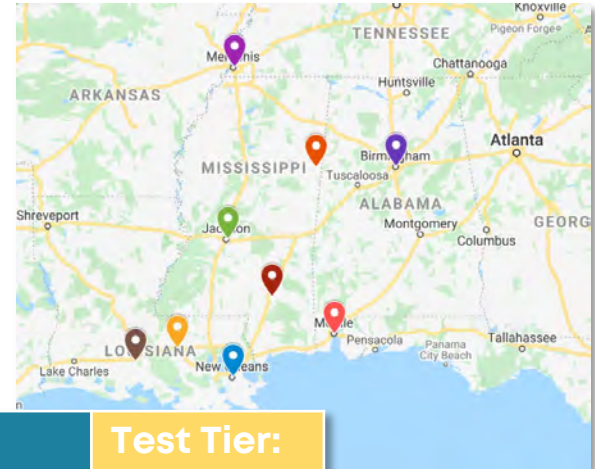 Knoxville
Pigeon Forge
TENNESSEE
Memphis
Chattanooga
Huntsville
ARKANSAS
Atlanta
Birmingham
MISSISSIPPI
Tuscaloosa
ALABAMA
Shreveport
Jackson
Montgomery
GEORG
Columbus
Mobile
Pensacola
Panama
City Beach
Tallahassee
LOUISIANA
New Orleans
Lake Charles
Test Tier: